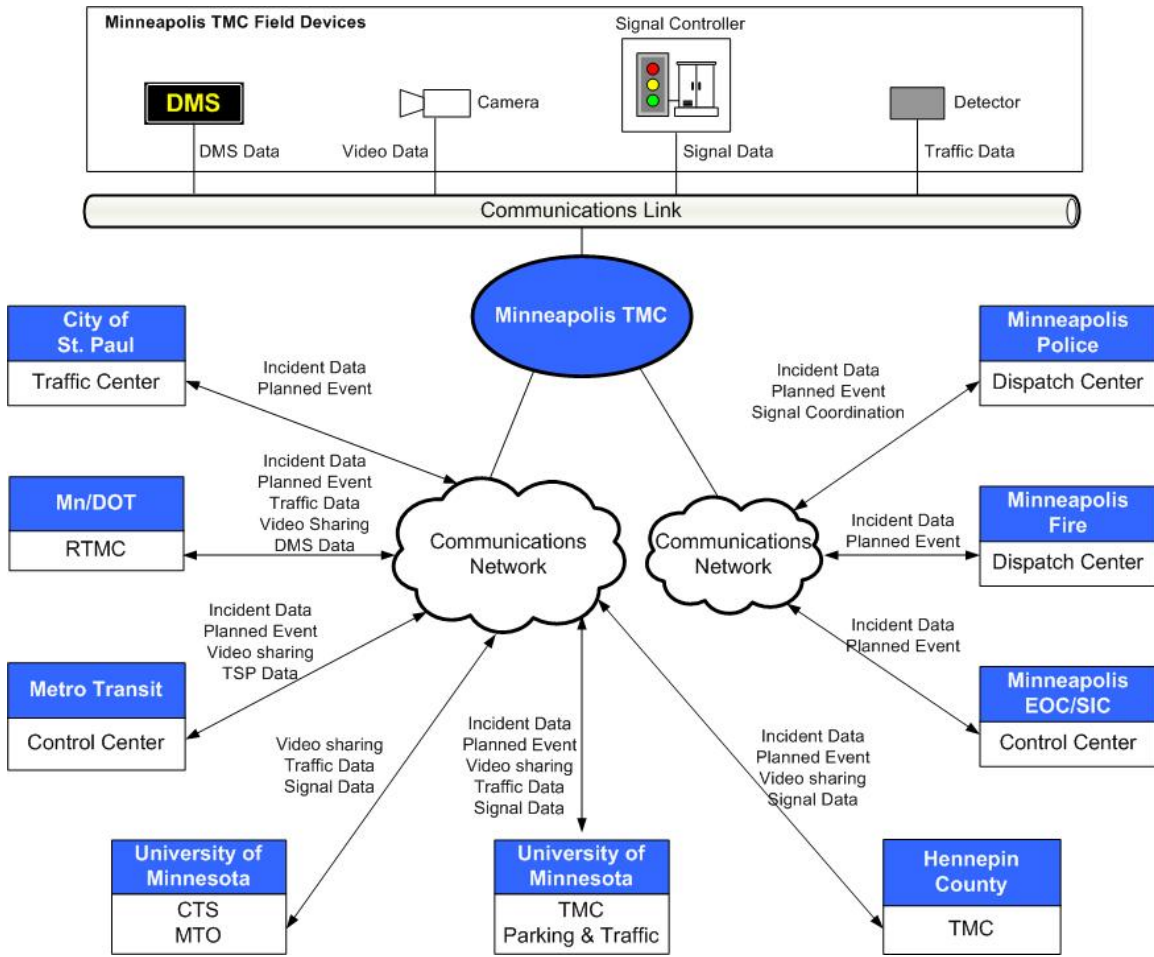 Minneapolis TMC Field Devices
Signal Controller
DMS
Camera
Detector
DMS Data
Video Data
Signal Data
Traffic Data
Communications Link
Minneapolis TMC
City of
St. Paul
Traffic Center
Incident Data
Planned Event
Minneapolis
Police
Dispatch Center
Incident Data
Planned Event
Signal Coordination
Mn/DOT
RTMC
Incident Data
Planned Event
Traffic Data
Video Sharing
DMS Data
Communications
Network
Communications
Network
Incident Data
Planned Event
Minneapolis
Fire
Dispatch Center
Metro Transit
Control Center
Incident Data
Planned Event
Video sharing
TSP Data
Incident Data
Planned Event
Minneapolis
EOC/SIC
Control Center
Video sharing
Traffic Data
Signal Data
Incident Data
Planned Event
Video sharing
Traffic Data
Signal Data
Incident Data
Planned Event
Video sharing
Signal Data
University of
Minnesota
CTS
MTO
University of
Minnesota
TMC
Parking & Traffic
Hennepin
County
TMC